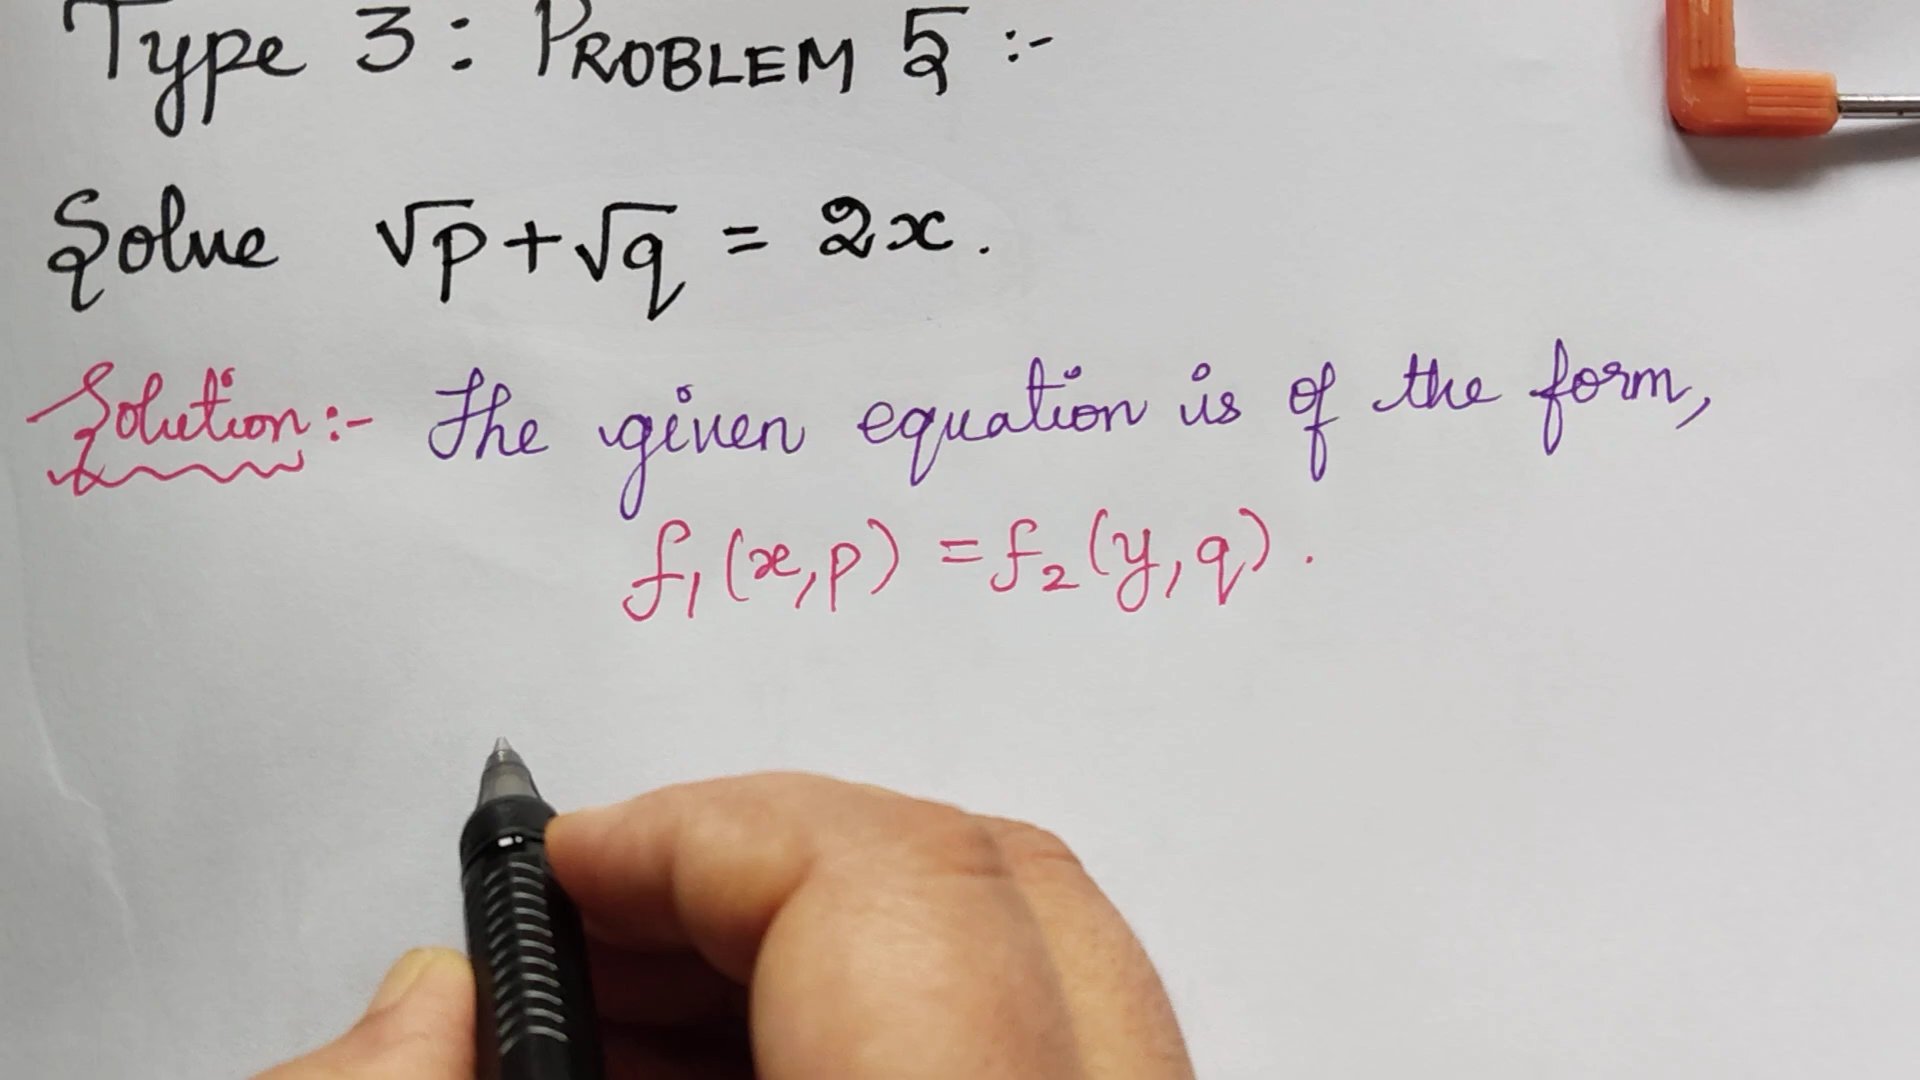 Type 3: PROBLEM 5 :-
Solve √p+√q = 2x.
Solution:- The given equation is of the form,
f₁(x,p) = f₂(y,q).